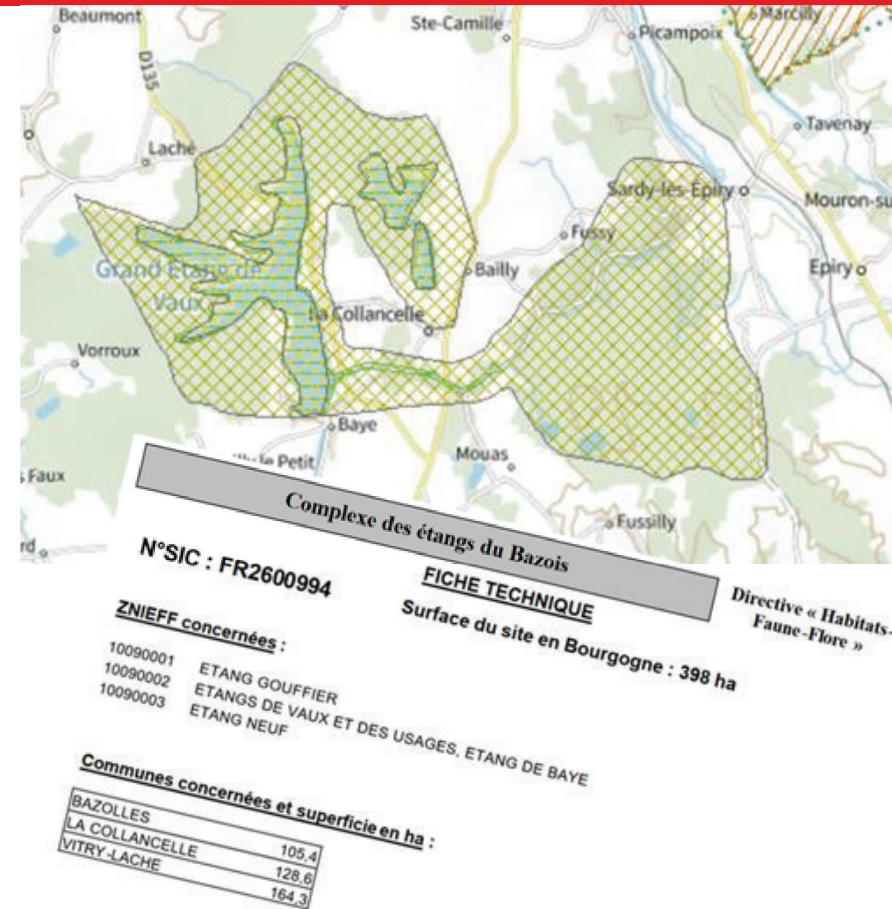 Beaumont
Ste-Camille
Picampoix
Marcilly
D135
Tavenay
Laché
Sardy-lès-Epiry
Mouron-su
Fussy
Grand Etang de
Vaux
Bailly
Epiry
La Collancelle
Vorroux
Baye
le Petit
Mouas
Faux
Fussilly
Complexe des étangs du Bazois
N°SIC : FR2600994
FICHE TECHNIQUE
Directive « Habitats-
Faune-Flore »
Surface du site en Bourgogne : 398 ha
ZNIEFF concernées :
10090001 ETANG GOUFFIER
10090002 ETANGS DE VAUX ET DES USAGES, ETANG DE BAYE
10090003 ETANG NEUF
Communes concernées et superficie en ha :
BAZOLLES 105,4
LA COLLANCELLE 128,6
VITRY-LACHE 164,3